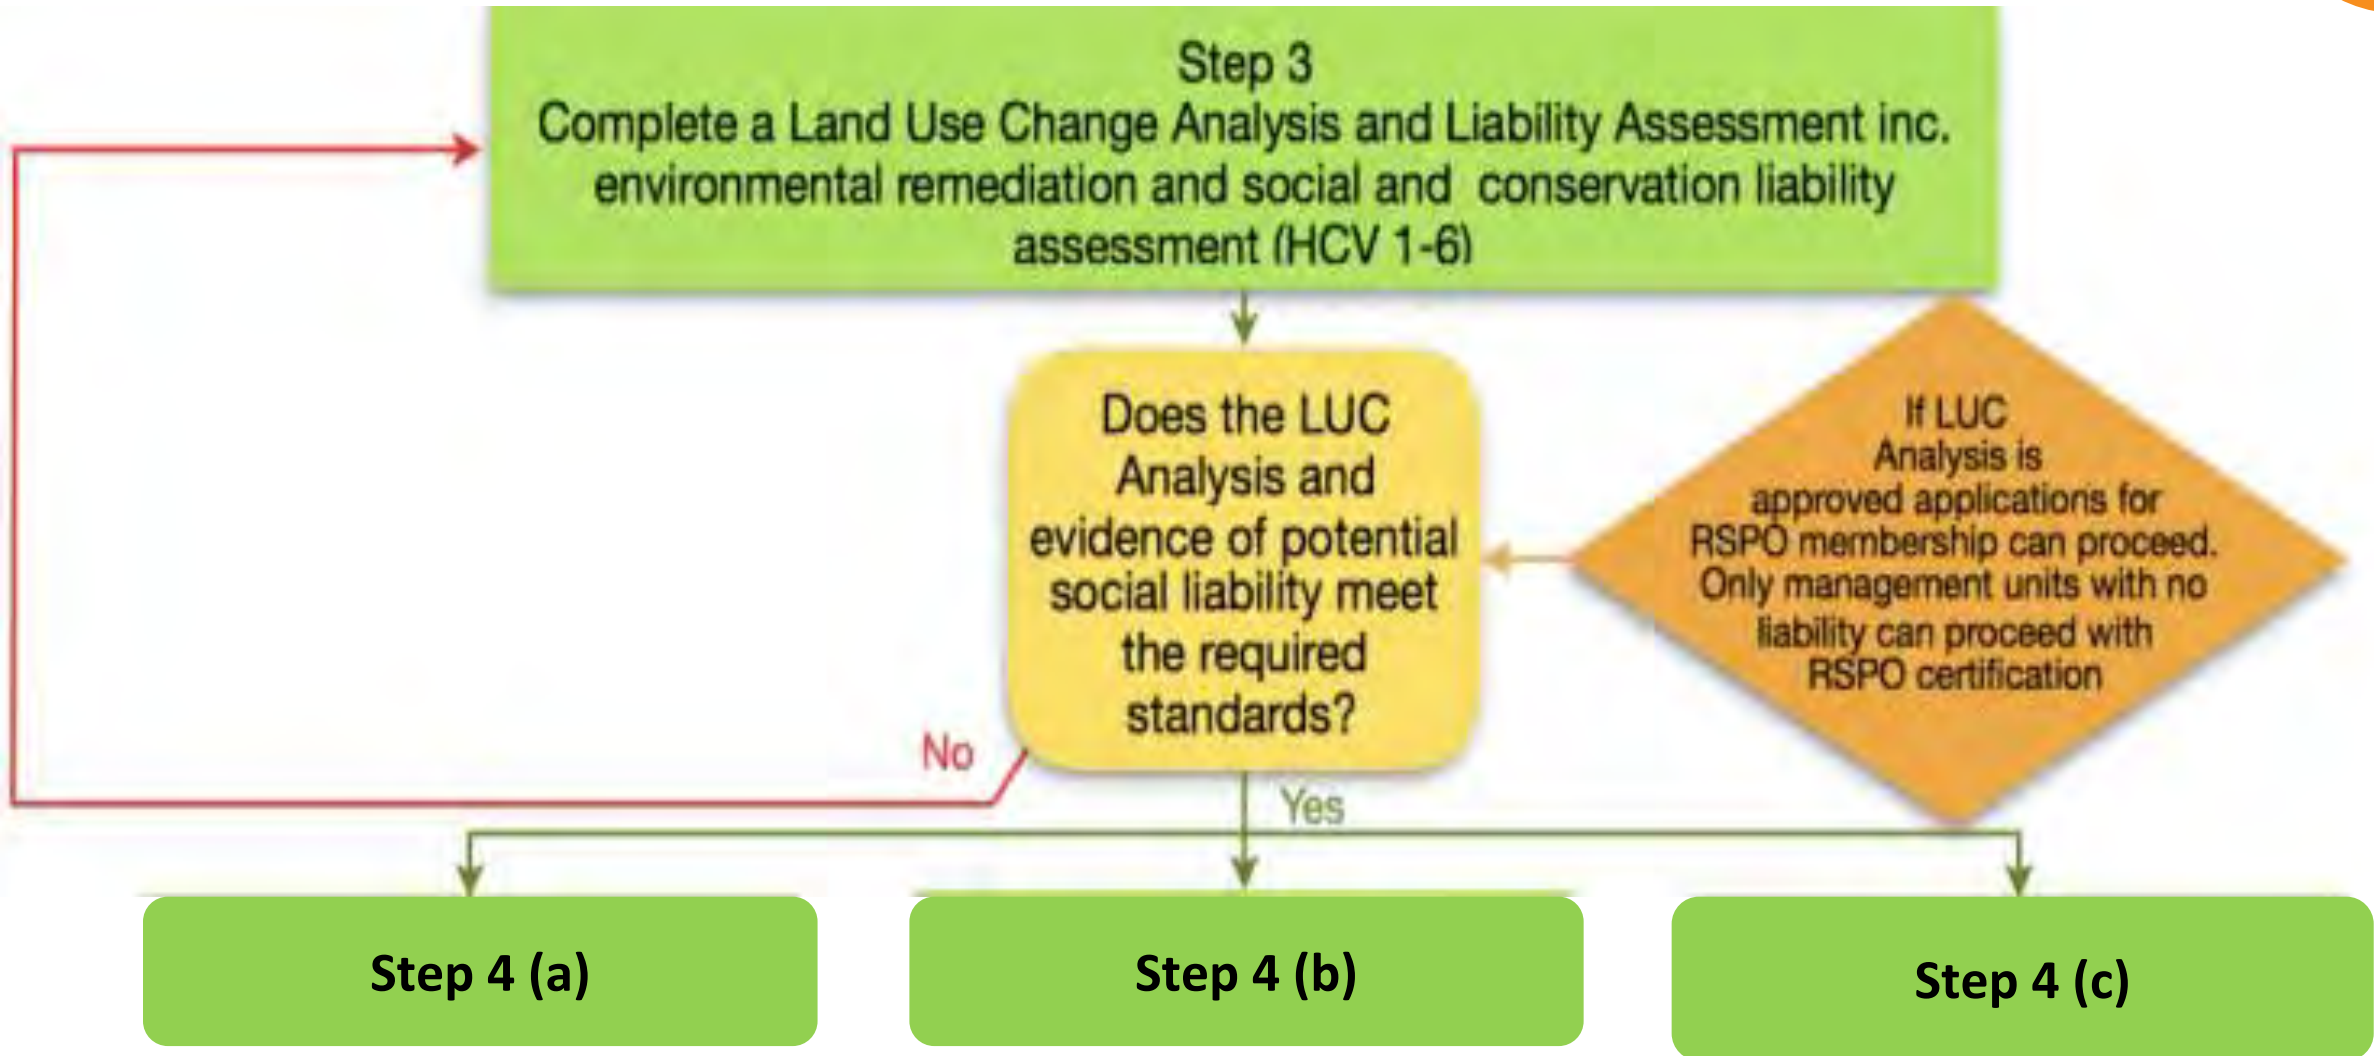 Step 3
Complete a Land Use Change Analysis and Liability Assessment inc.
environmental remediation and social and conservation liability
assessment (HCV 1-6)
Does the LUC
Analysis and
evidence of potential
social liability meet
the required
standards?
If LUC
Analysis is
approved applications for
RSPO membership can proceed.
Only management units with no
liability can proceed with
RSPO certification
No
Yes
Step 4 (a)
Step 4 (b)
Step 4 (c)